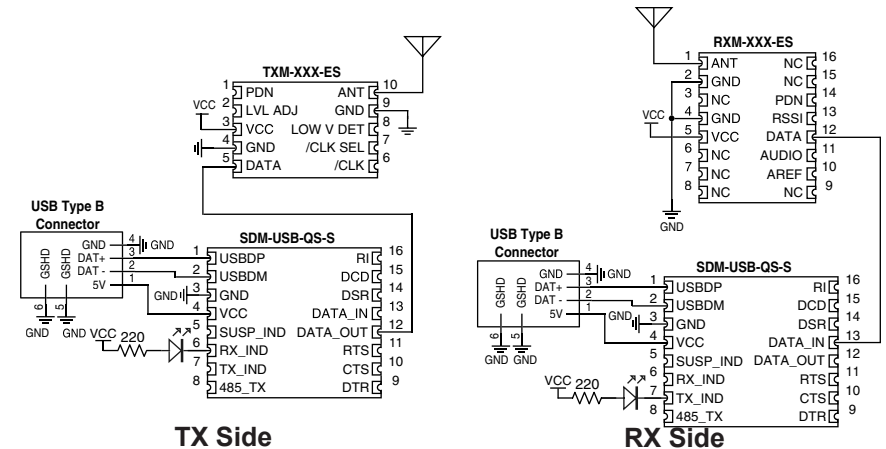 TXM-XXX-ES
1 PDN ANT 10
2 LVL ADJ GND 9
VCC 3 VCC LOW V DET 8
4 GND /CLK SEL 7
5 DATA /CLK 6
USB Type B
Connector
GND 4 GND
DAT+ 3
DAT - 2
5V 1
GSHD GSHD
6 5
GND GND
SDM-USB-QS-S
1 USBDP RI 16
2 USBDM DCD 15
GND 3 GND DSR 14
4 VCC DATA_IN 13
5 SUSP_IND DATA_OUT 12
VCC 220 6 RX_IND RTS 11
7 TX_IND CTS 10
8 485_TX DTR 9
TX Side
RXM-XXX-ES
1 ANT NC 16
2 GND NC 15
3 NC PDN 14
4 GND RSSI 13
VCC 5 VCC DATA 12
6 NC AUDIO 11
7 NC AREF 10
8 NC NC 9
GND
USB Type B
Connector
GND 4 GND
DAT+ 3
DAT - 2
5V 1
GSHD GSHD
6 5
GND GND
SDM-USB-QS-S
1 USBDP RI 16
2 USBDM DCD 15
GND 3 GND DSR 14
4 VCC DATA_IN 13
5 SUSP_IND DATA_OUT 12
6 RX_IND RTS 11
VCC 220 7 TX_IND CTS 10
8 485_TX DTR 9
RX Side